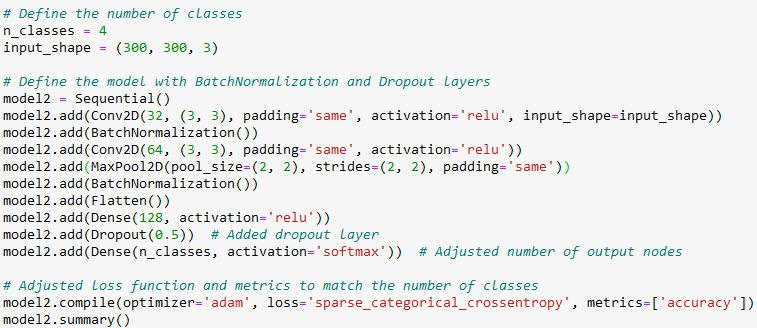 # Define the number of classes
n_classes = 4
input_shape = (300, 300, 3)
# Define the model with BatchNormalization and Dropout layers
model2 = Sequential()
model2.add(Conv2D(32, (3, 3), padding='same', activation='relu', input_shape=input_shape))
model2.add(BatchNormalization())
model2.add(Conv2D(64, (3, 3), padding='same', activation='relu'))
model2.add(MaxPool2D(pool_size=(2, 2), strides=(2, 2), padding='same'))
model2.add(BatchNormalization())
model2.add(Flatten())
model2.add(Dense(128, activation='relu'))
model2.add(Dropout(0.5))  # Added dropout layer
model2.add(Dense(n_classes, activation='softmax'))  # Adjusted number of output nodes
# Adjusted loss function and metrics to match the number of classes
model2.compile(optimizer='adam', loss='sparse_categorical_crossentropy', metrics=['accuracy'])
model2.summary()